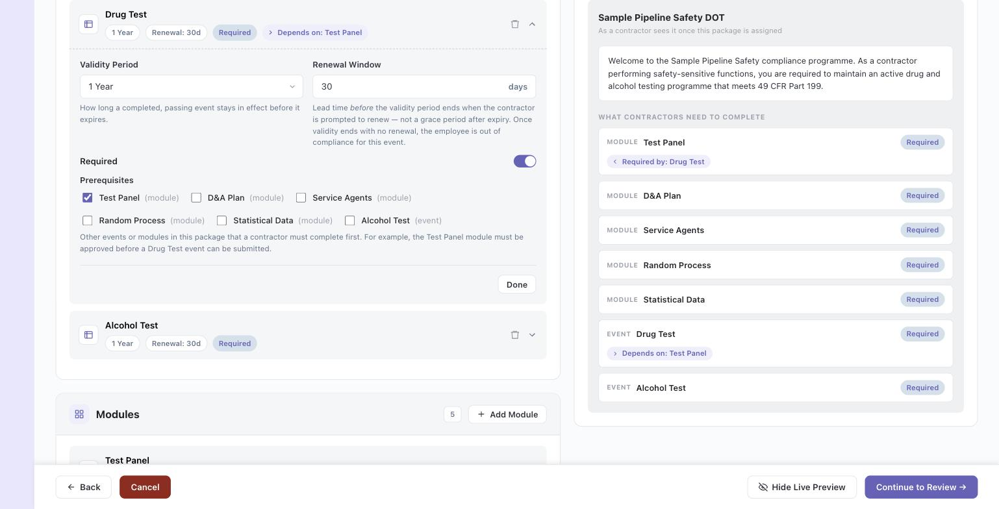 Drug Test
1 Year
Renewal: 30d
Required
Depends on: Test Panel
Validity Period
1 Year
How long a completed, passing event stays in effect before it
expires.
Renewal Window
30
days
Lead time before the validity period ends when the contractor
is prompted to renew — not a grace period after expiry. Once
validity ends with no renewal, the employee is out of
compliance for this event.
Required
Prerequisites
Test Panel (module)
D&A Plan (module)
Service Agents (module)
Random Process (module)
Statistical Data (module)
Alcohol Test (event)
Other events or modules in this package that a contractor must complete first. For example, the Test Panel module must be
approved before a Drug Test event can be submitted.
Done
Alcohol Test
1 Year
Renewal: 30d
Required
Modules
5
Add Module
Test Panel
Sample Pipeline Safety DOT
As a contractor sees it once this package is assigned
Welcome to the Sample Pipeline Safety compliance programme. As a contractor
performing safety-sensitive functions, you are required to maintain an active drug and
alcohol testing programme that meets 49 CFR Part 199.
WHAT CONTRACTORS NEED TO COMPLETE
MODULE Test Panel
Required
Required by: Drug Test
MODULE D&A Plan
Required
MODULE Service Agents
Required
MODULE Random Process
Required
MODULE Statistical Data
Required
EVENT Drug Test
Required
Depends on: Test Panel
EVENT Alcohol Test
Required
← Back
Cancel
Hide Live Preview
Continue to Review →